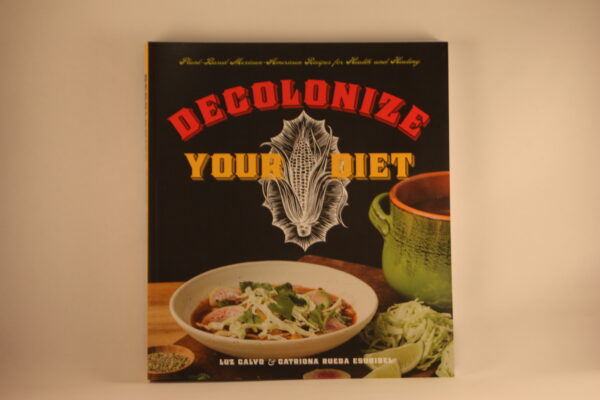 Plant-Based Mexican-American Recipes for Health and Healing
DECOLONIZE
YOUR DIET
LUZ CALVO & CATRIONA RUEDA ESQUIBEL